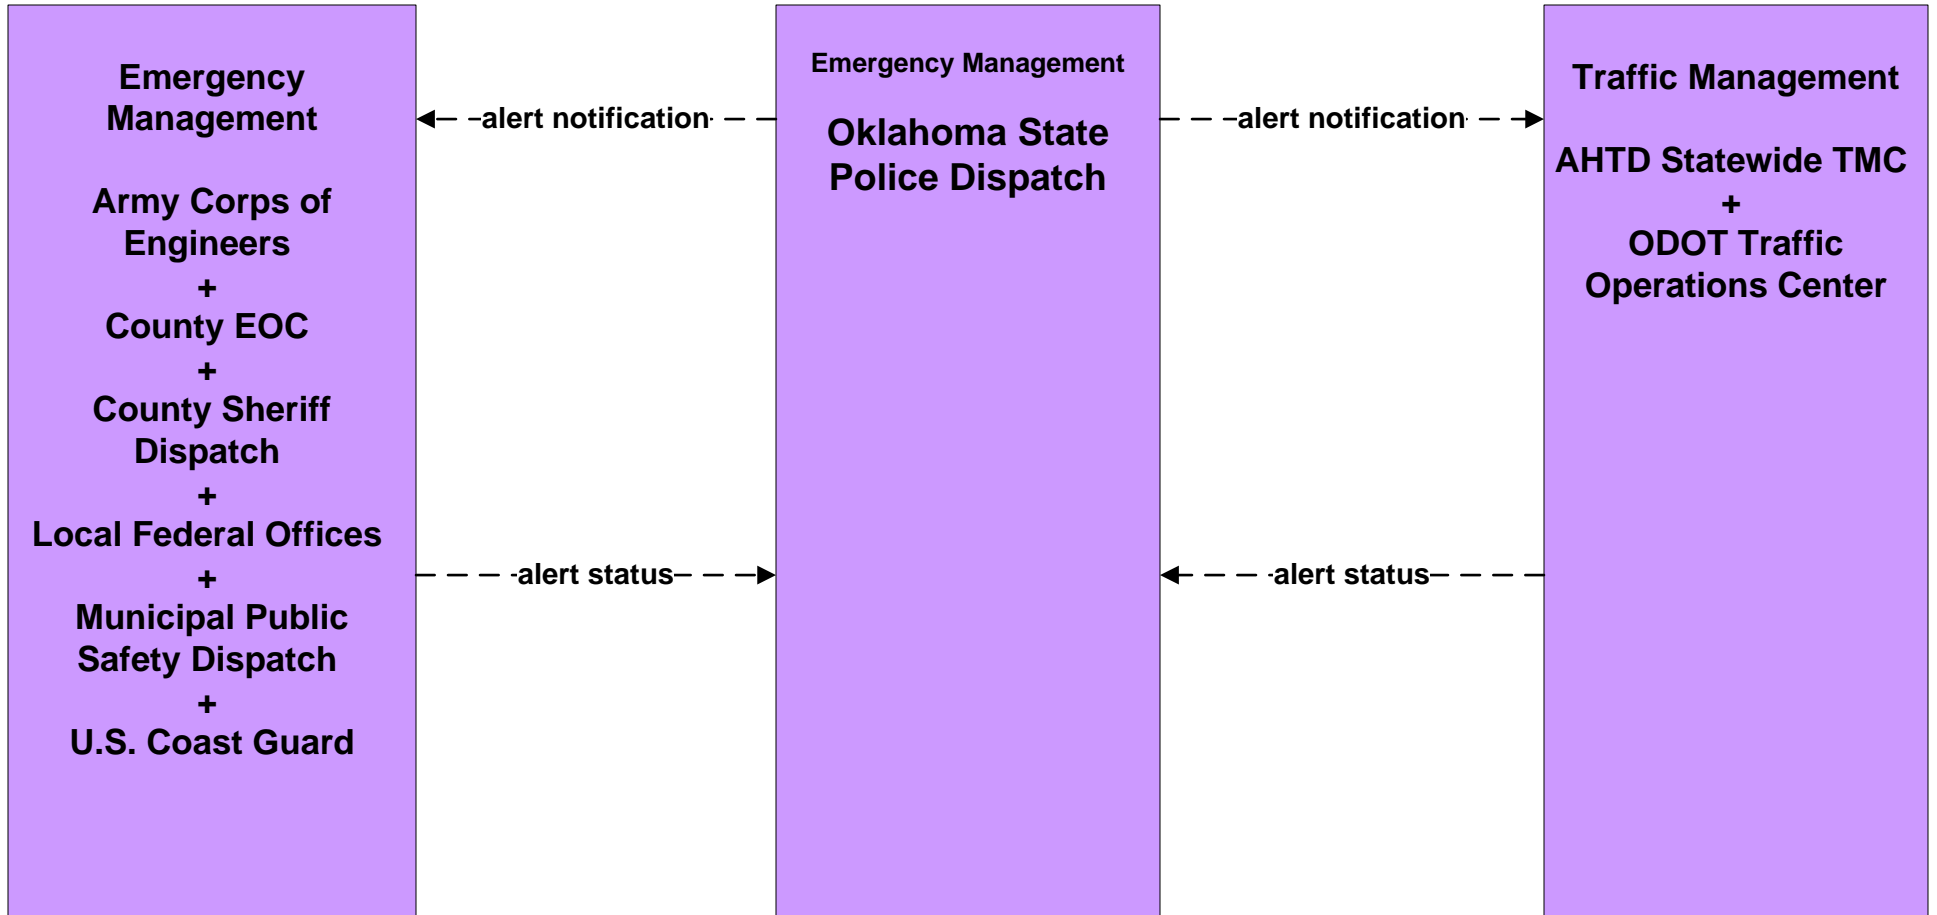 Emergency
Management
Army Corps of
Engineers
+
County EOC
+
County Sheriff
Dispatch
+
Local Federal Offices
+
Municipal Public
Safety Dispatch
+
U.S. Coast Guard
alert notification
alert status
Emergency Management
Oklahoma State
Police Dispatch
alert notification
alert status
Traffic Management
AHTD Statewide TMC
+
ODOT Traffic
Operations Center